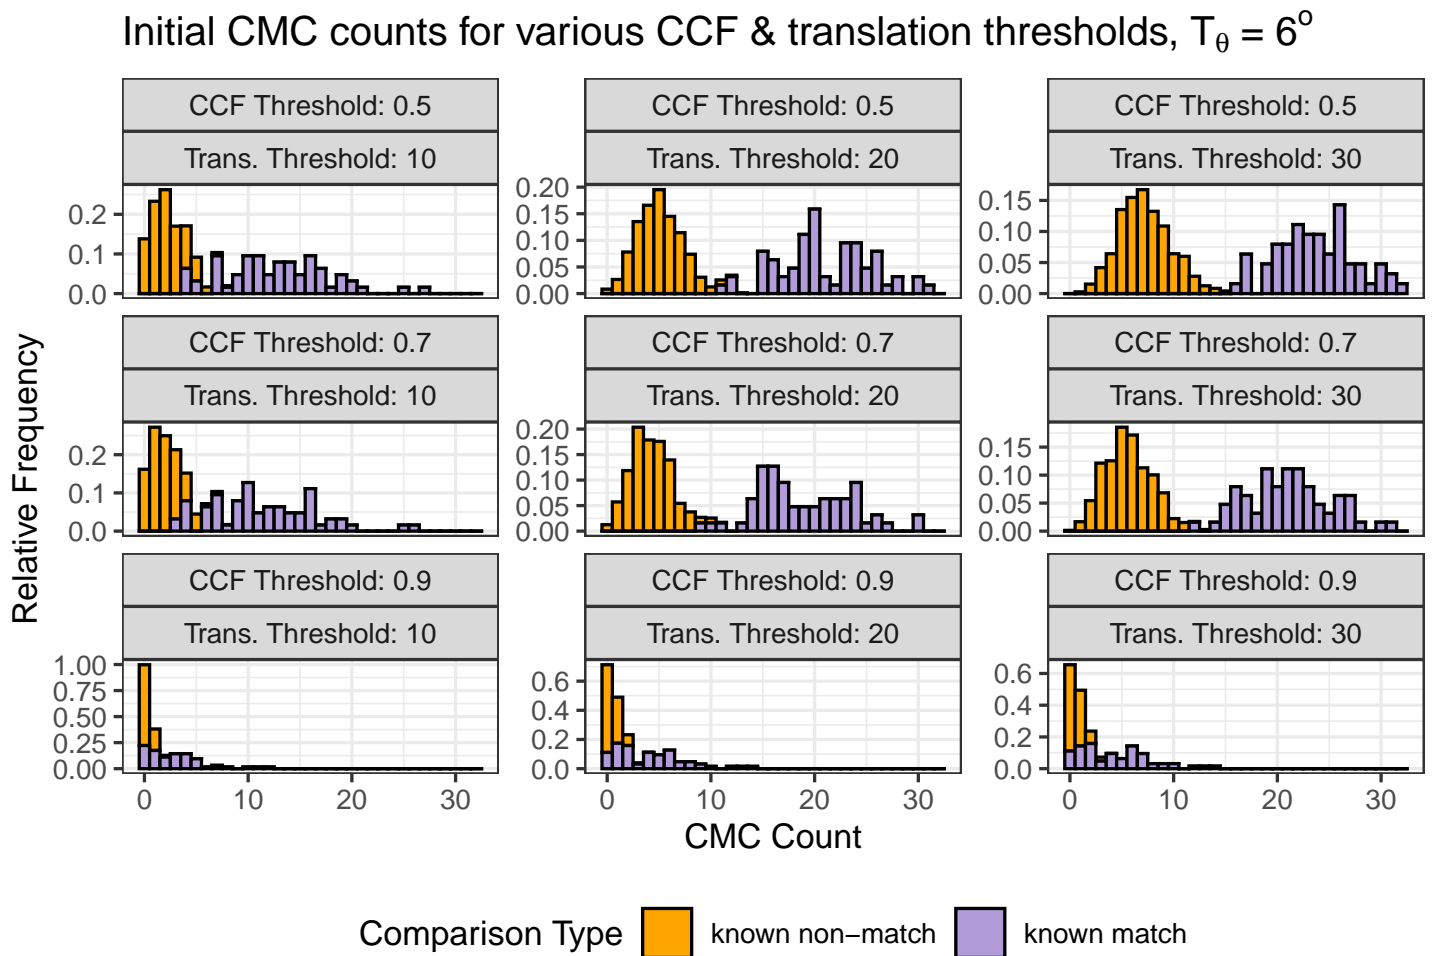 Initial CMC counts for various CCF & translation thresholds, Tθ = 6°
CCF Threshold: 0.5
Trans. Threshold: 10
0.2
0.1
0.0
CCF Threshold: 0.5
Trans. Threshold: 20
0.20
0.15
0.10
0.05
0.00
CCF Threshold: 0.5
Trans. Threshold: 30
0.15
0.10
0.05
0.00
Relative Frequency
CCF Threshold: 0.7
Trans. Threshold: 10
0.2
0.1
0.0
CCF Threshold: 0.7
Trans. Threshold: 20
0.20
0.15
0.10
0.05
0.00
CCF Threshold: 0.7
Trans. Threshold: 30
0.15
0.10
0.05
0.00
CCF Threshold: 0.9
Trans. Threshold: 10
1.00
0.75
0.50
0.25
0.00
0 10 20 30
CCF Threshold: 0.9
Trans. Threshold: 20
0.6
0.4
0.2
0.0
0 10 20 30
CCF Threshold: 0.9
Trans. Threshold: 30
0.6
0.4
0.2
0.0
0 10 20 30
CMC Count
Comparison Type known non−match known match